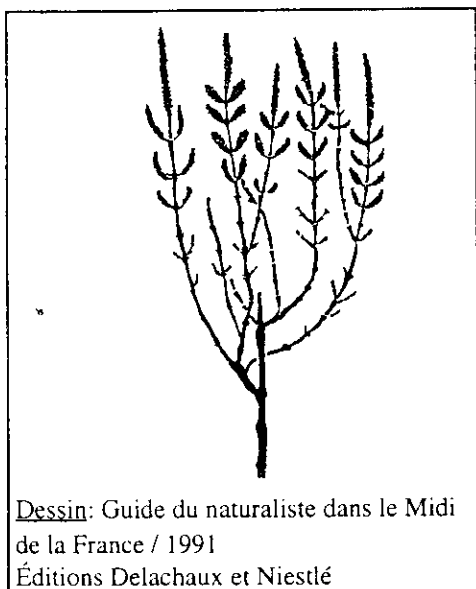 Dessin: Guide du naturaliste dans le Midi
de la France / 1991
Éditions Delachaux et Niestlé